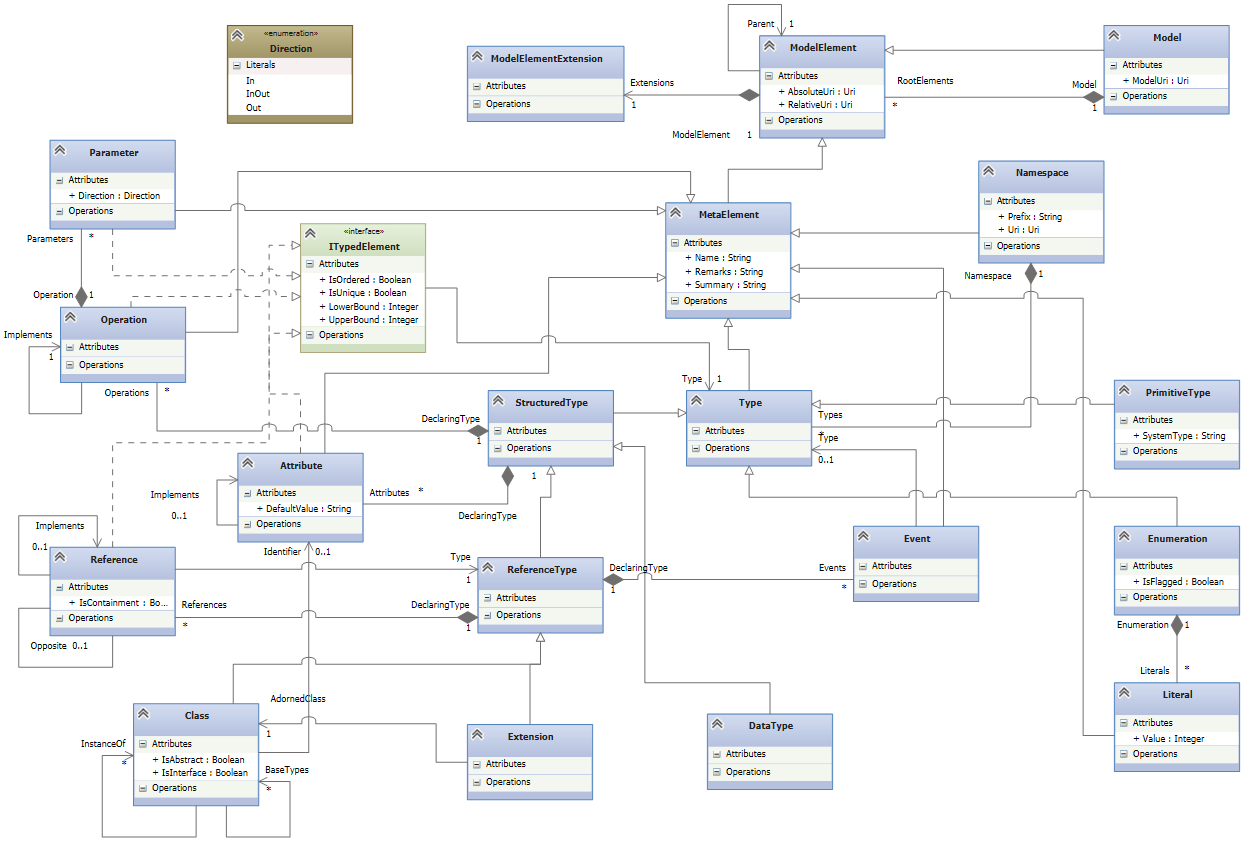 «enumeration»
Direction
Literals
In
InOut
Out
ModelElementExtension
Attributes
Operations
Extensions
1
Parent
1
ModelElement
Attributes
+ AbsoluteUri : Uri
+ RelativeUri : Uri
Operations
ModelElement 1
RootElements
*
Model
1
Model
Attributes
+ ModelUri : Uri
Operations
Parameter
Attributes
+ Direction : Direction
Operations
Parameters *
Operation 1
«interface»
ITypedElement
Attributes
+ IsOrdered : Boolean
+ IsUnique : Boolean
+ LowerBound : Integer
+ UpperBound : Integer
Operations
MetaElement
Attributes
+ Name : String
+ Remarks : String
+ Summary : String
Operations
Namespace
Attributes
+ Prefix : String
+ Uri : Uri
Operations
Namespace 1
Operation
Attributes
Operations
Implements
1
Operations *
DeclaringType
1
StructuredType
Attributes
Operations
1
DeclaringType
Type 1
Type
Attributes
Operations
Types
*
Type
0..1
PrimitiveType
Attributes
+ SystemType : String
Operations
Attribute
Attributes
+ DefaultValue : String
Operations
Implements
0..1
Attributes *
Identifier 0..1
Implements
0..1
Reference
Attributes
+ IsContainment : Bo...
Operations
References
*
Opposite 0..1
Type
1
DeclaringType
1
ReferenceType
Attributes
Operations
DeclaringType
1
Events
*
Event
Attributes
Operations
Enumeration
Attributes
+ IsFlagged : Boolean
Operations
Enumeration 1
Literals *
Literal
Attributes
+ Value : Integer
Operations
Class
Attributes
+ IsAbstract : Boolean
+ IsInterface : Boolean
Operations
InstanceOf
*
BaseTypes
*
AdornedClass
1
Extension
Attributes
Operations
DataType
Attributes
Operations